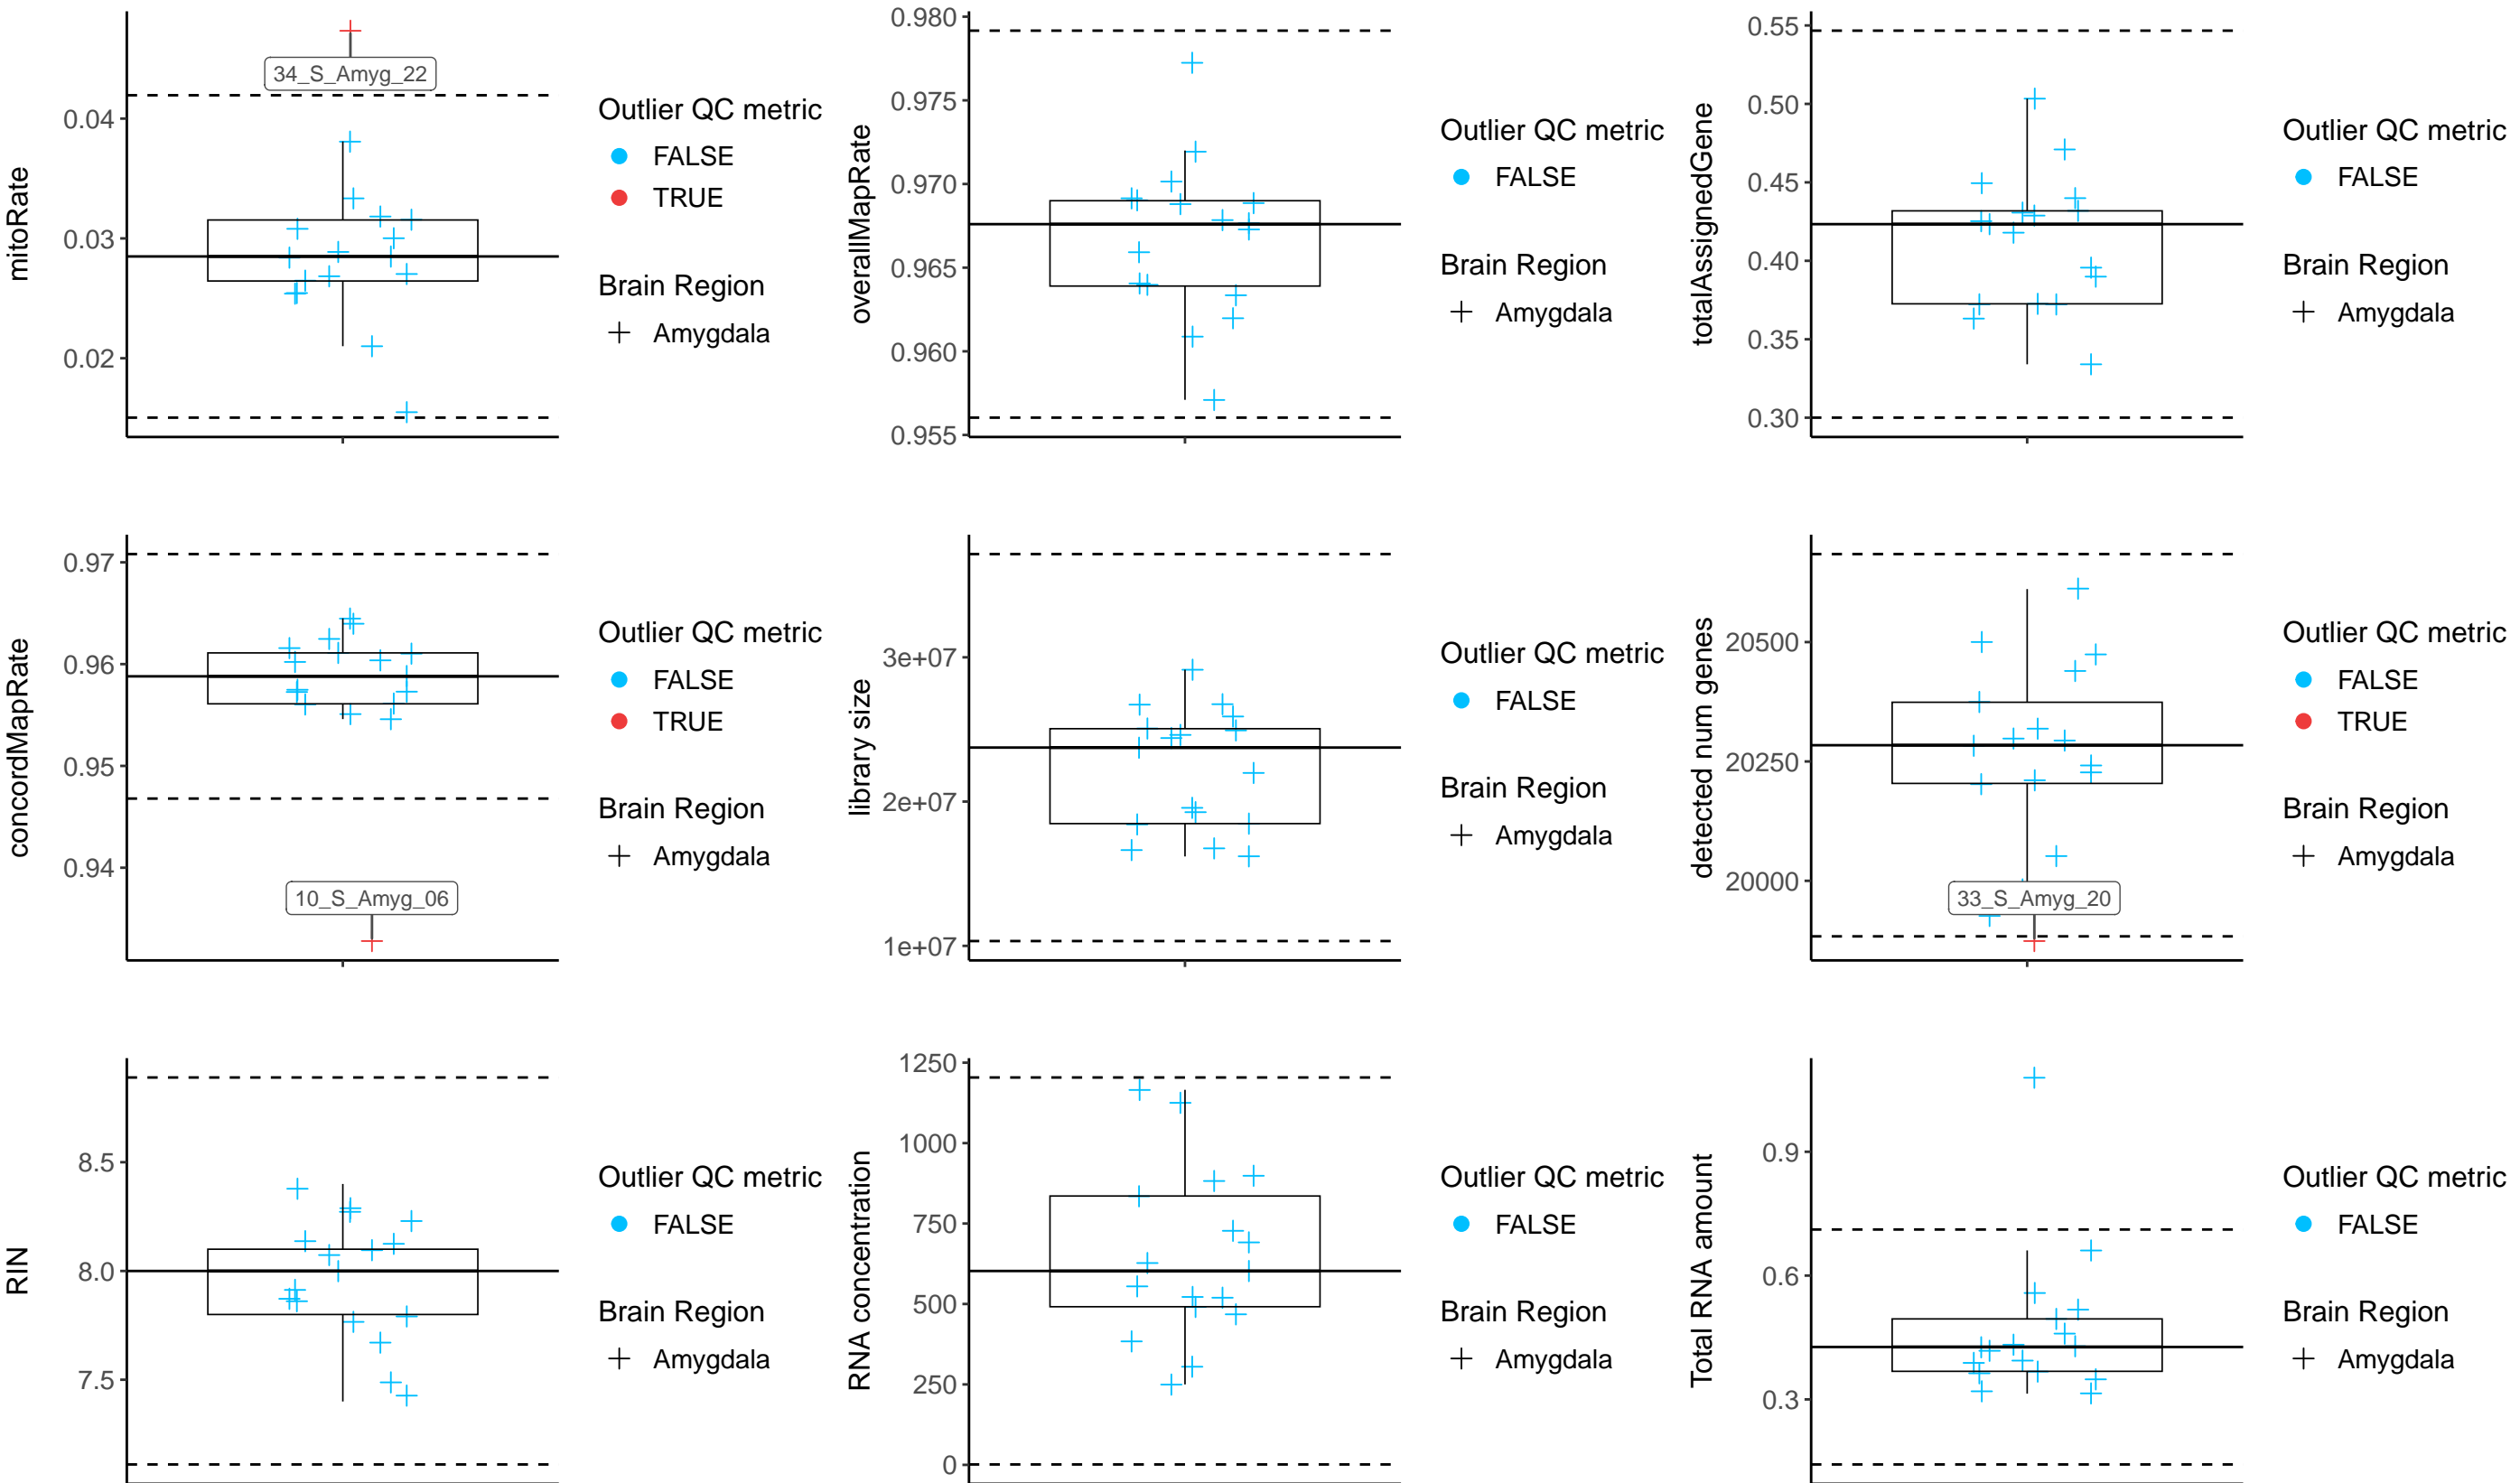 mitoRate
0.04
0.03
0.02
34_S_Amyg_22
Outlier QC metric
FALSE
TRUE
Brain Region
Amygdala
overallMapRate
0.980
0.975
0.970
0.965
0.960
0.955
Outlier QC metric
FALSE
Brain Region
Amygdala
totalAssignedGene
0.55
0.50
0.45
0.40
0.35
0.30
Outlier QC metric
FALSE
Brain Region
Amygdala
concordMapRate
0.97
0.96
0.95
0.94
10_S_Amyg_06
Outlier QC metric
FALSE
TRUE
Brain Region
Amygdala
library size
3e+07
2e+07
1e+07
Outlier QC metric
FALSE
Brain Region
Amygdala
detected num genes
20500
20250
20000
33_S_Amyg_20
Outlier QC metric
FALSE
TRUE
Brain Region
Amygdala
RIN
8.5
8.0
7.5
Outlier QC metric
FALSE
Brain Region
Amygdala
RNA concentration
1250
1000
750
500
250
0
Outlier QC metric
FALSE
Brain Region
Amygdala
Total RNA amount
0.9
0.6
0.3
Outlier QC metric
FALSE
Brain Region
Amygdala